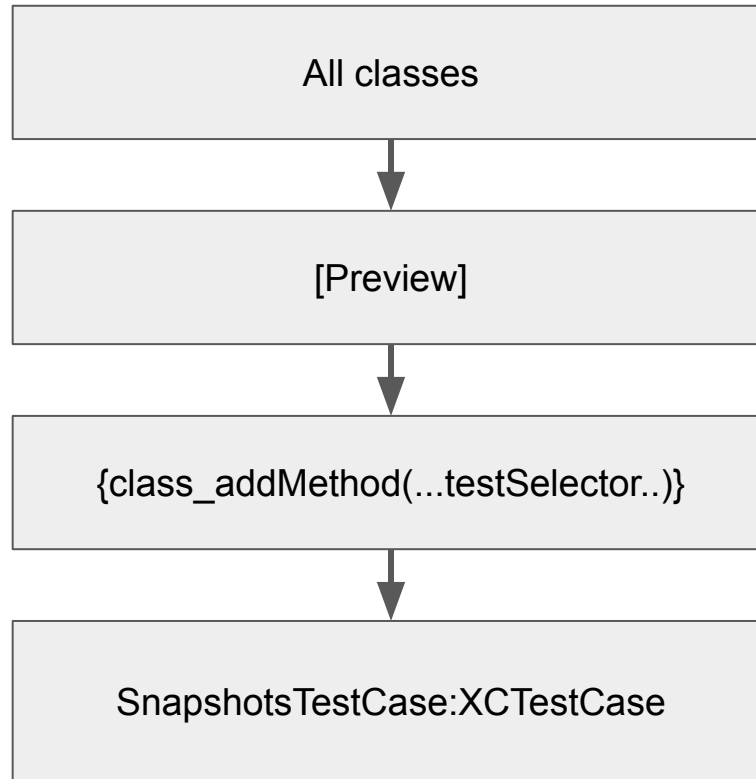 All classes
[Preview]
{class_addMethod(...testSelector..)}
SnapshotsTestCase:XCTestCase